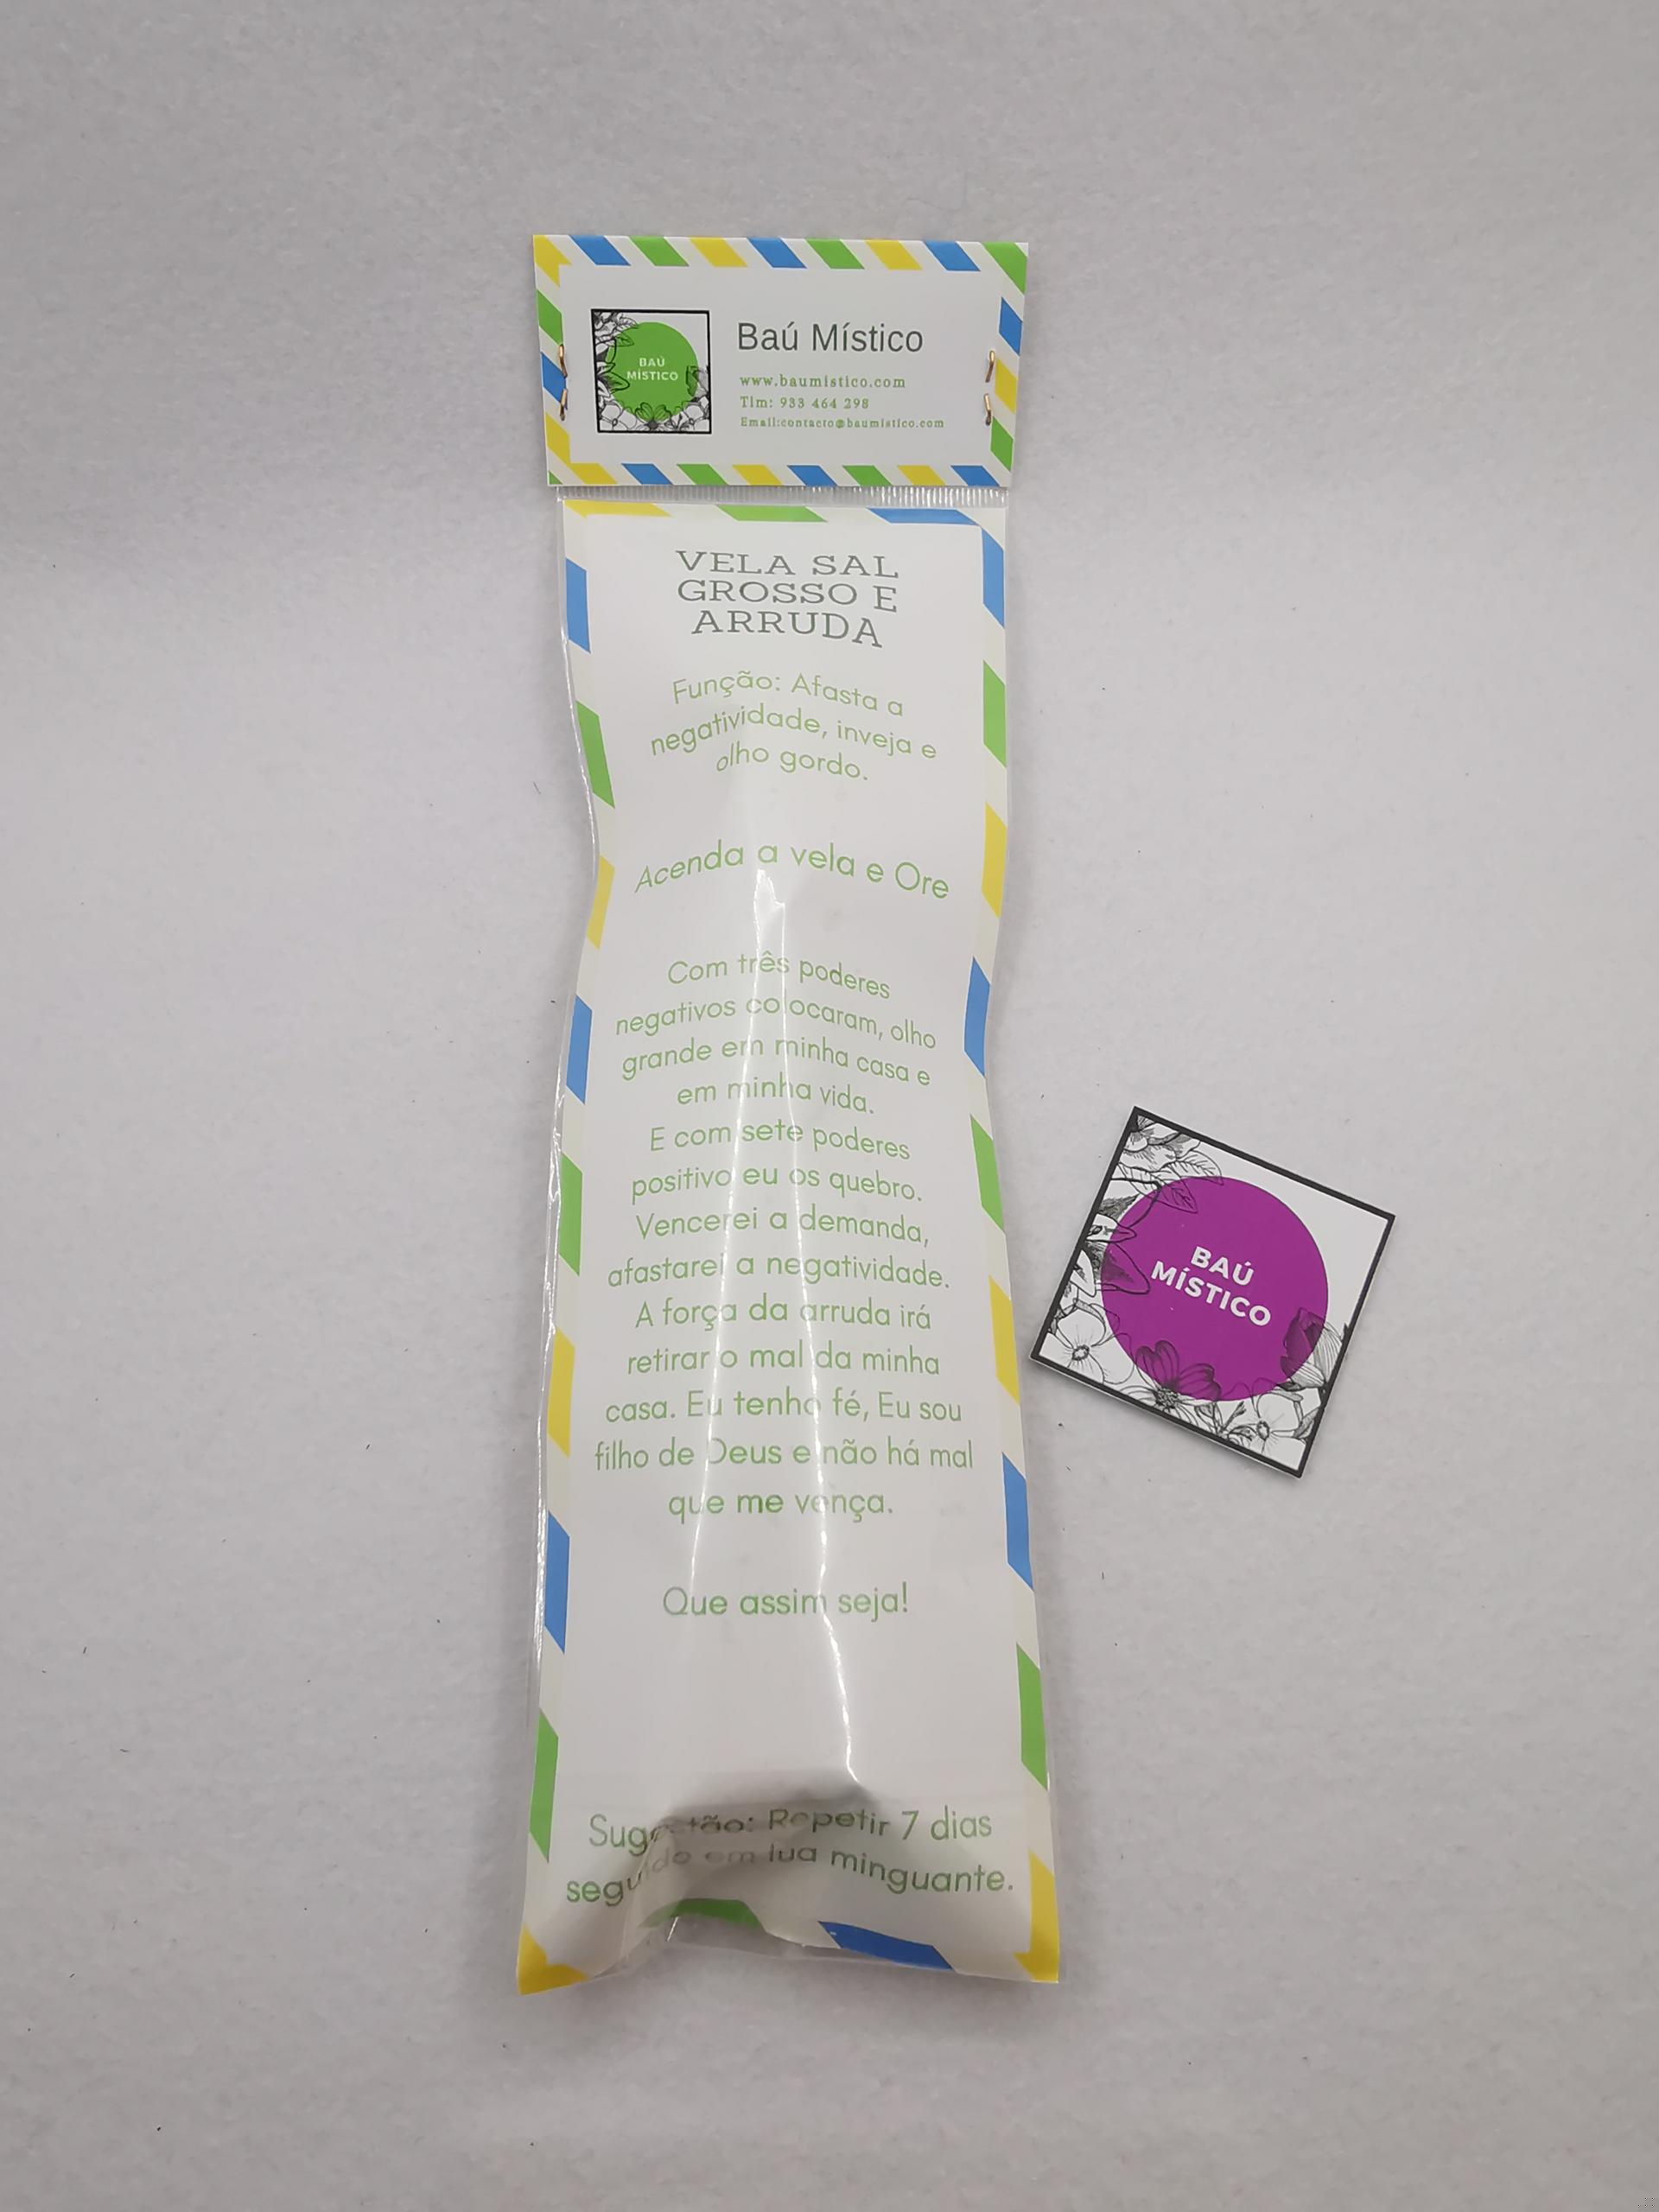 BAÚ
MÍSTICO
Baú Místico
www.baumistico.com
Tlm: 933 464 298
Email:contacto@baumistico.com
VELA SAL
GROSSO E
ARRUDA
Função: Afasta a
negatividade, inveja e
olho gordo.
Acenda a vela e Ore
Com três poderes
negativos colocaram, olho
grande em minha casa e
em minha vida.
E com sete poderes
positivo eu os quebro.
Vencerei a demanda,
afastarei a negatividade.
A força da arruda irá
retirar o mal da minha
casa. Eu tenho fé, Eu sou
filho de Deus e não há mal
que me vença.
Que assim seja!
Sugestão: Repetir 7 dias
seguido em lua minguante.
BAÚ
MÍSTICO